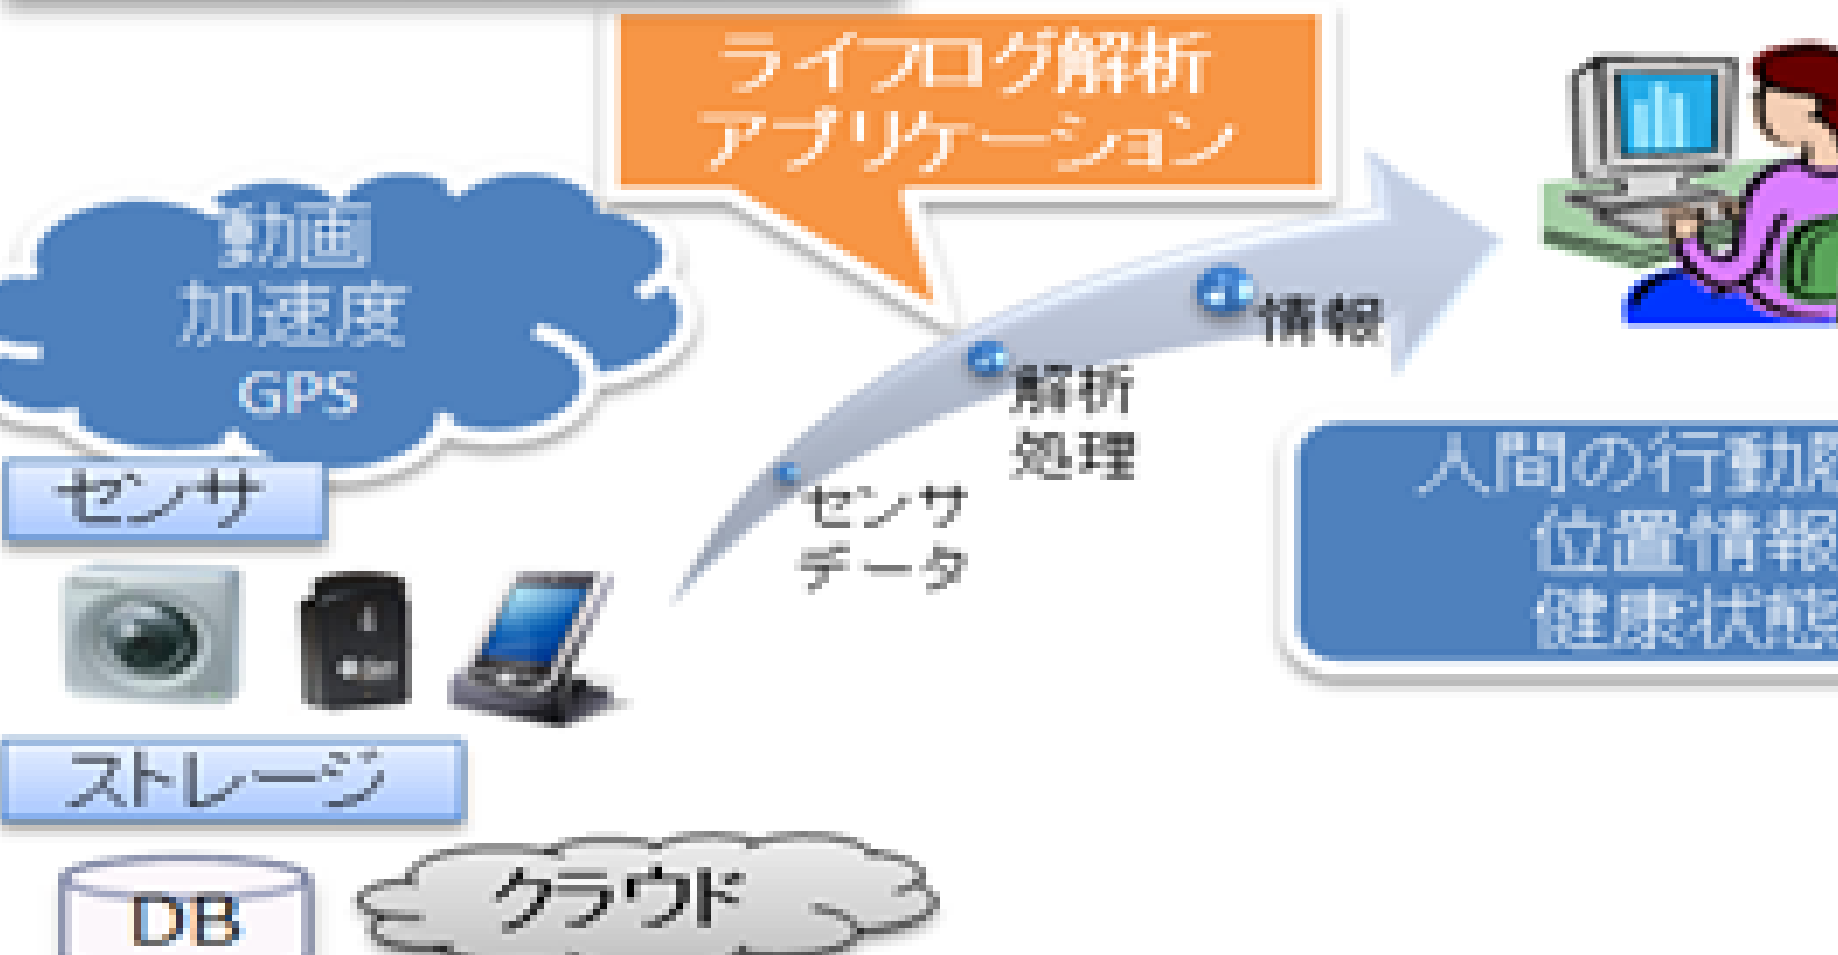 ライフログ解析
アプリケーション
動画
加速度
GPS
情報
解析
処理
センサ
データ
センサ
人間の行動
位置情報
健康状態
ストレージ
DB
クラウド